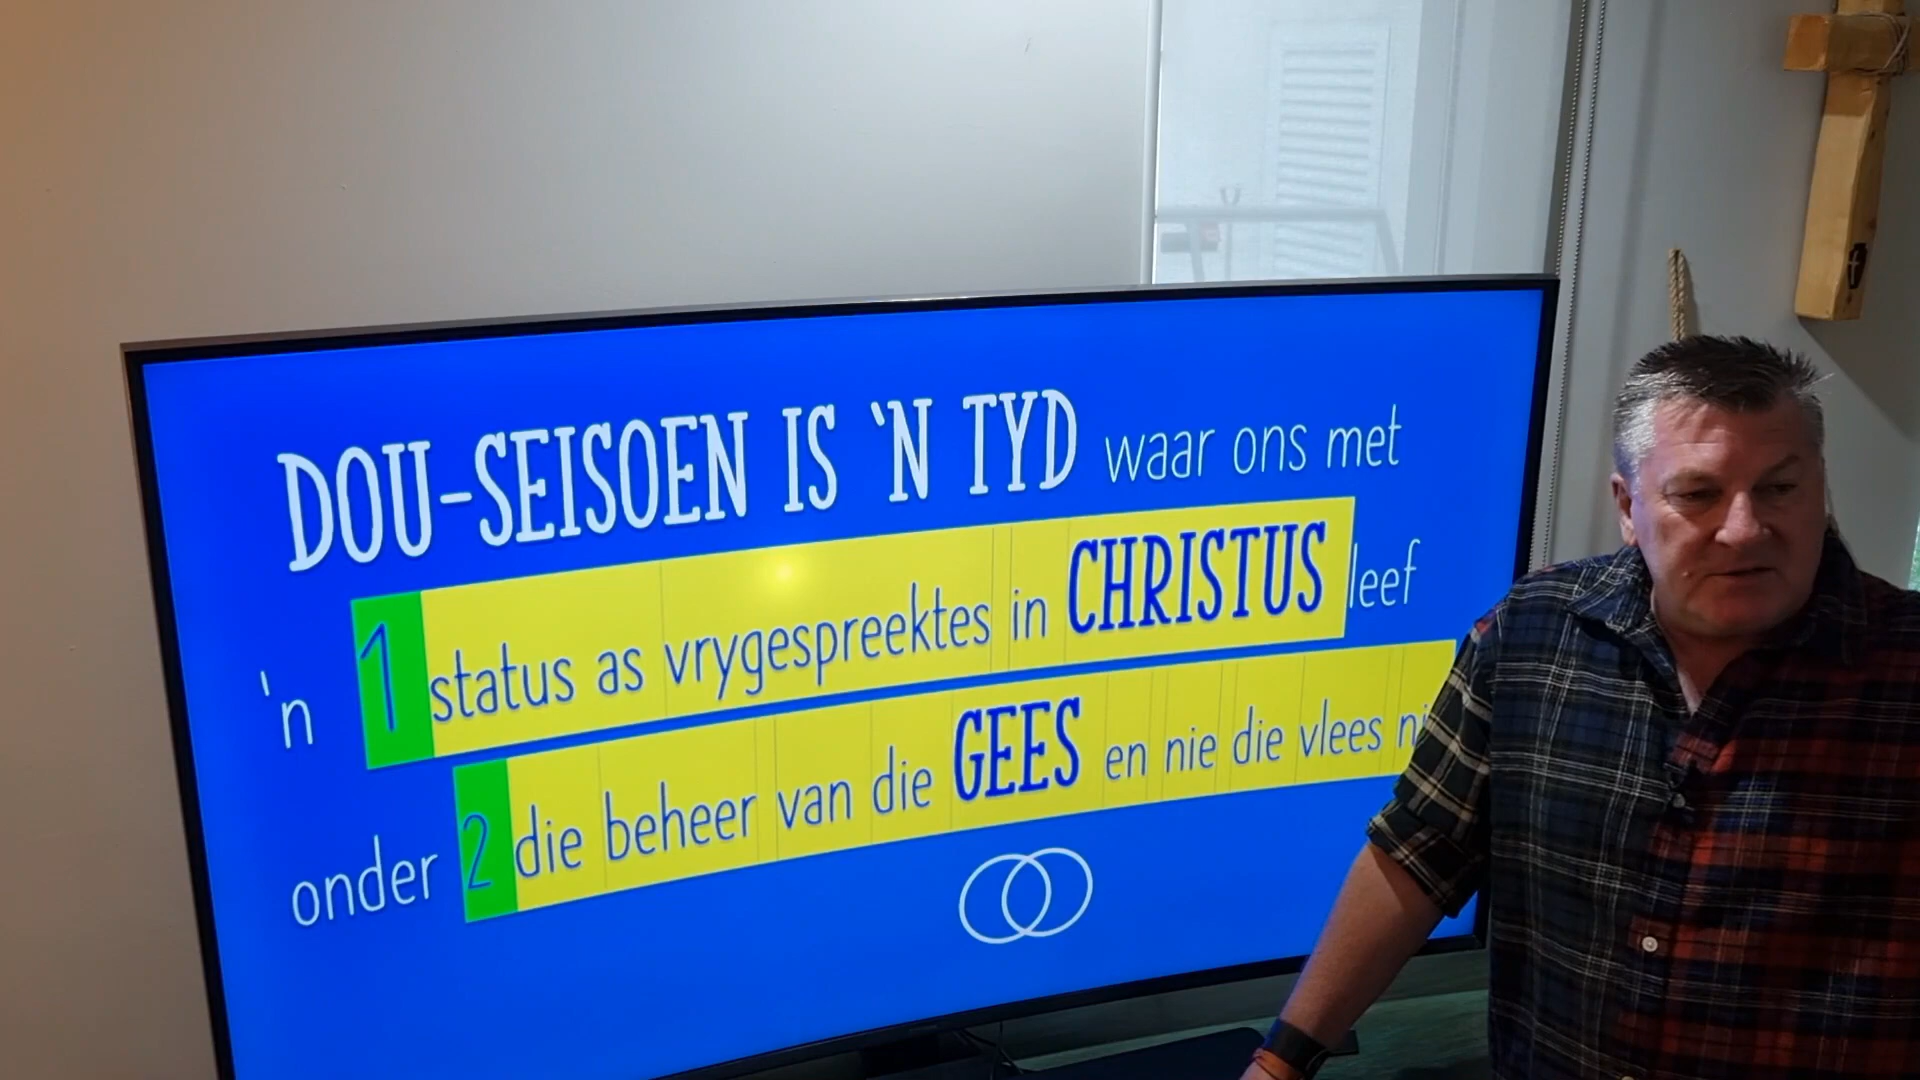 DOU-SEISOEN IS ‘N TYD waar ons met
'n 1 status as vrygespreektes in CHRISTUS leef
onder 2 die beheer van die GEES en nie die vlees